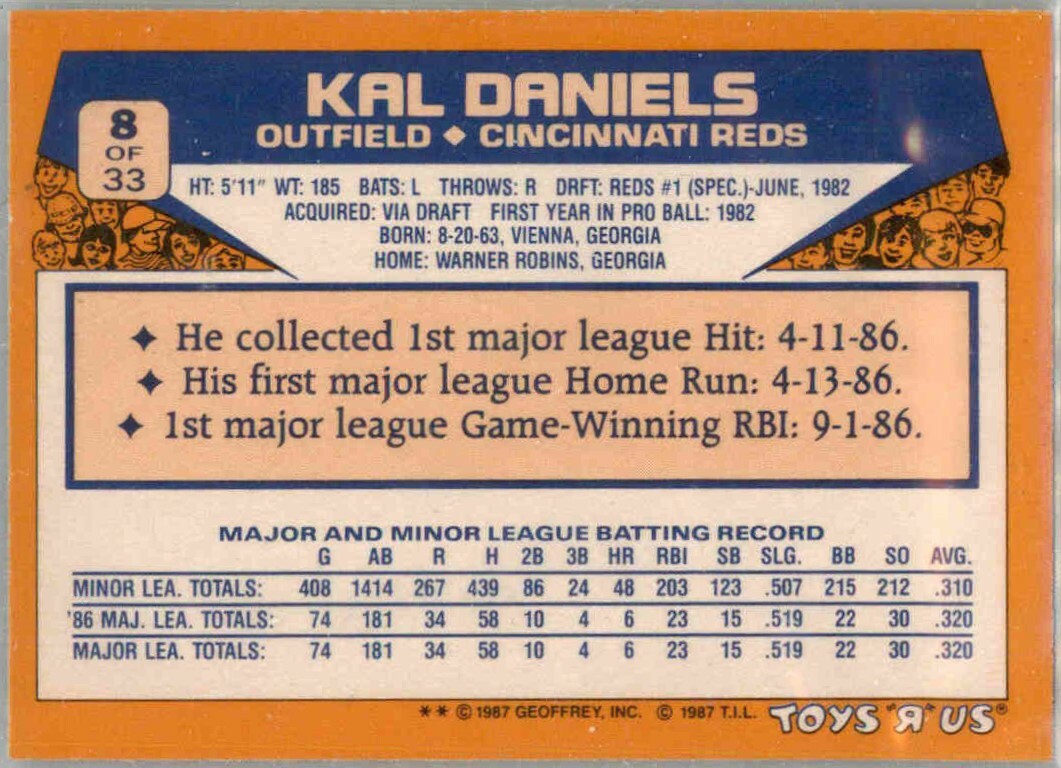 KAL DANIELS
OUTFIELD ◆ CINCINNATI REDS
8
OF
33
HT: 5'11" WT: 185 BATS: L THROWS: R DRFT: REDS #1 (SPEC.)-JUNE, 1982
ACQUIRED: VIA DRAFT FIRST YEAR IN PRO BALL: 1982
BORN: 8-20-63, VIENNA, GEORGIA
HOME: WARNER ROBINS, GEORGIA
✦ He collected 1st major league Hit: 4-11-86.
✦ His first major league Home Run: 4-13-86.
✦ 1st major league Game-Winning RBI: 9-1-86.
MAJOR AND MINOR LEAGUE BATTING RECORD
G AB R H 2B 3B HR RBI SB SLG. BB SO AVG.
MINOR LEA. TOTALS: 408 1414 267 439 86 24 48 203 123 .507 215 212 .310
'86 MAJ. LEA. TOTALS: 74 181 34 58 10 4 6 23 15 .519 22 30 .320
MAJOR LEA. TOTALS: 74 181 34 58 10 4 6 23 15 .519 22 30 .320
** © 1987 GEOFFREY, INC. © 1987 T.I.L. TOYS "R" US®